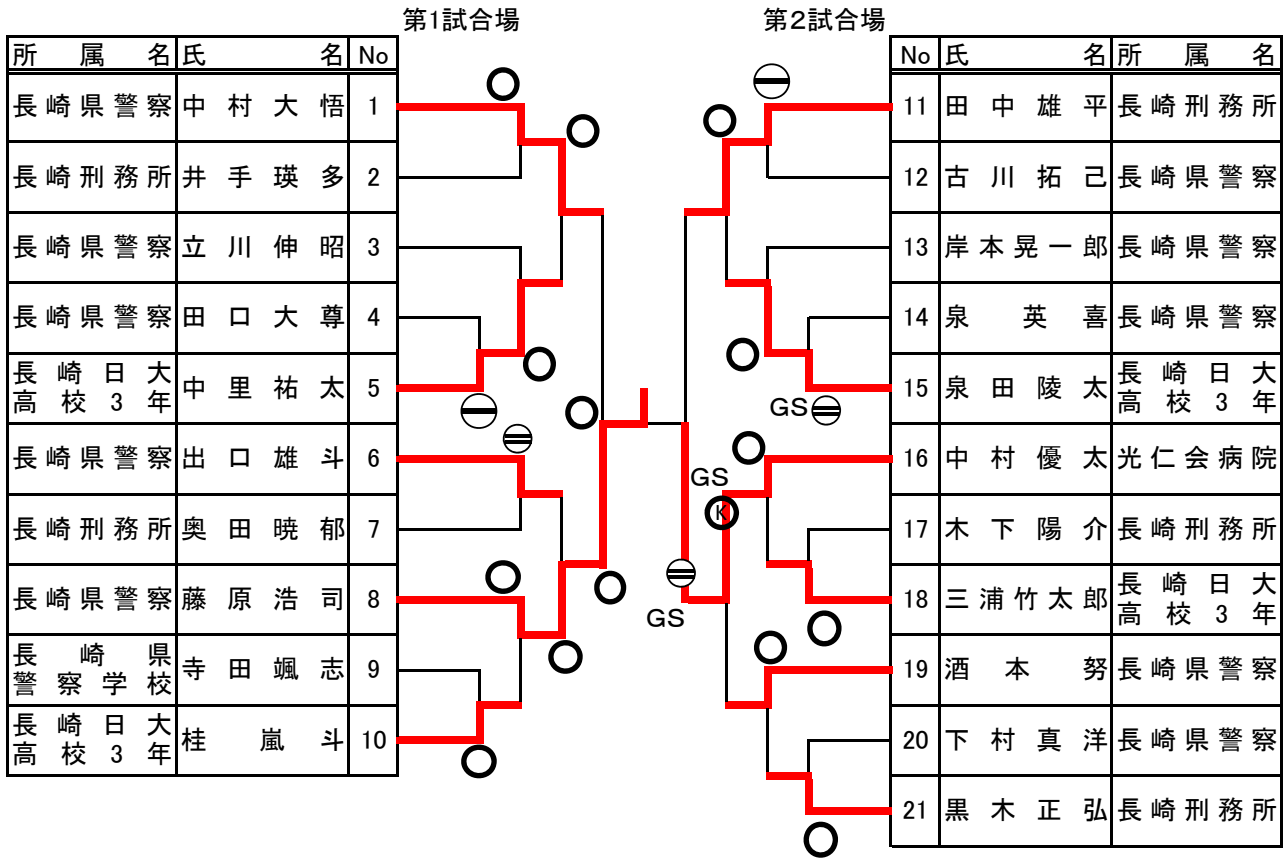 第1試合場
第２試合場
所属名 氏名 No
長崎県警察 中村大悟 1
長崎刑務所 井手瑛多 2
長崎県警察 立川伸昭 3
長崎県警察 田口大尊 4
長崎日大
高校3年 中里祐太 5
長崎県警察 出口雄斗 6
長崎刑務所 奥田暁郁 7
長崎県警察 藤原浩司 8
長崎県
警察学校 寺田颯志 9
長崎日大
高校3年 桂嵐斗 10
GS
GS
K
GS
No 氏名 所属名
11 田中雄平 長崎刑務所
12 古川拓己 長崎県警察
13 岸本晃一郎 長崎県警察
14 泉英喜 長崎県警察
15 泉田陵太 長崎日大
高校3年
16 中村優太 光仁会病院
17 木下陽介 長崎刑務所
18 三浦竹太郎 長崎日大
高校3年
19 酒本努 長崎県警察
20 下村真洋 長崎県警察
21 黒木正弘 長崎刑務所